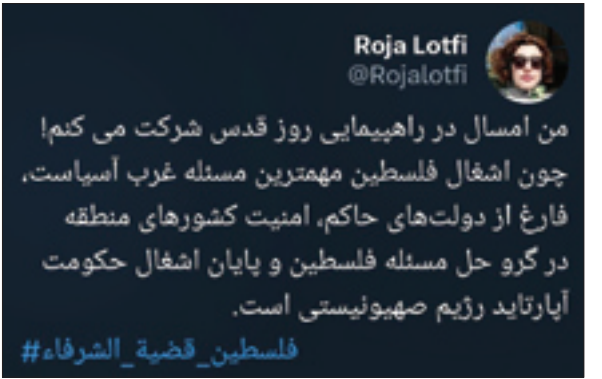 Roja Lotfi
@Rojalotfi
من امسال در راهپیمایی روز قدس شرکت می کنم!
چون اشغال فلسطین مهمترین مسئله غرب آسیاست،
فارغ از دولت‌های حاکم، امنیت کشورهای منطقه
در گرو حل مسئله فلسطین و پایان اشغال حکومت
آپارتاید رژیم صهیونیستی است.
#فلسطین_قضیة_الشرفاء